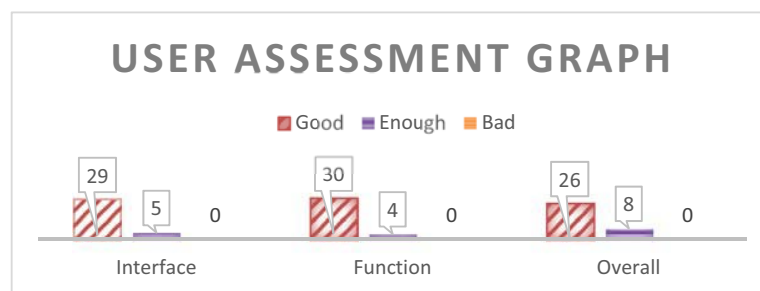 USER ASSESSMENT GRAPH
Good Enough Bad
29 5 0 30 4 0 26 8 0
Interface Function Overall